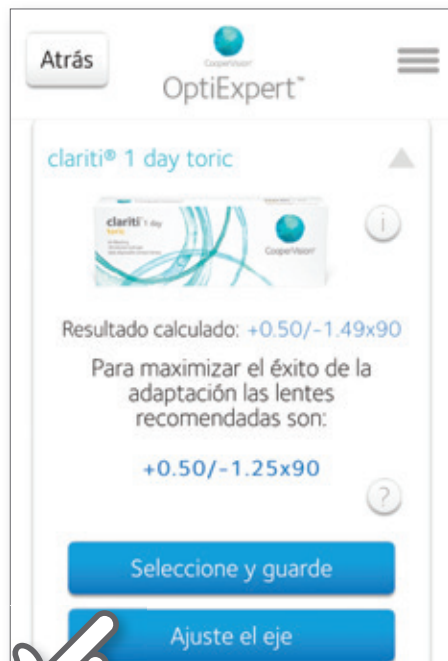 Atrás
CooperVision®
OptiExpert™
clariti® 1 day toric
clariti® 1 day
toric
CooperVision®
i
Resultado calculado: +0.50/-1.49x90
Para maximizar el éxito de la
adaptación las lentes
recomendadas son:
+0.50/-1.25x90
?
Seleccione y guarde
Ajuste el eje